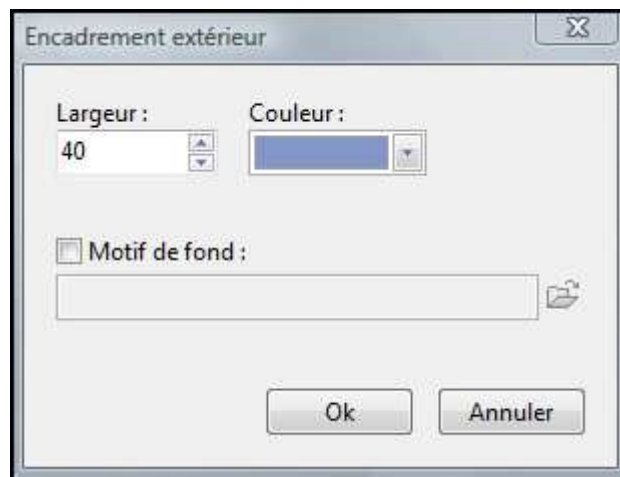 Encadrement extérieur
Largeur : Couleur :
40
Motif de fond :
Ok Annuler